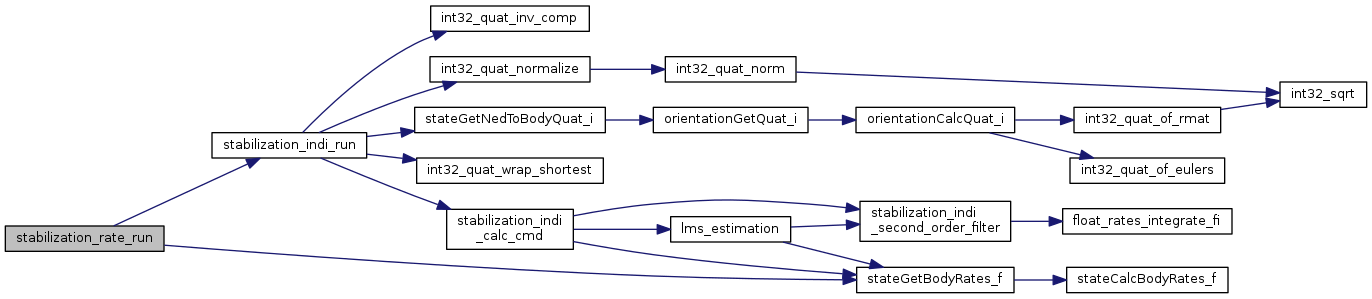 stabilization_rate_run
stabilization_indi_run
int32_quat_inv_comp
int32_quat_normalize
stateGetNedToBodyQuat_i
int32_quat_wrap_shortest
stabilization_indi
_calc_cmd
int32_quat_norm
orientationGetQuat_i
lms_estimation
orientationCalcQuat_i
stabilization_indi
_second_order_filter
stateGetBodyRates_f
int32_quat_of_rmat
int32_quat_of_eulers
float_rates_integrate_fi
stateCalcBodyRates_f
int32_sqrt